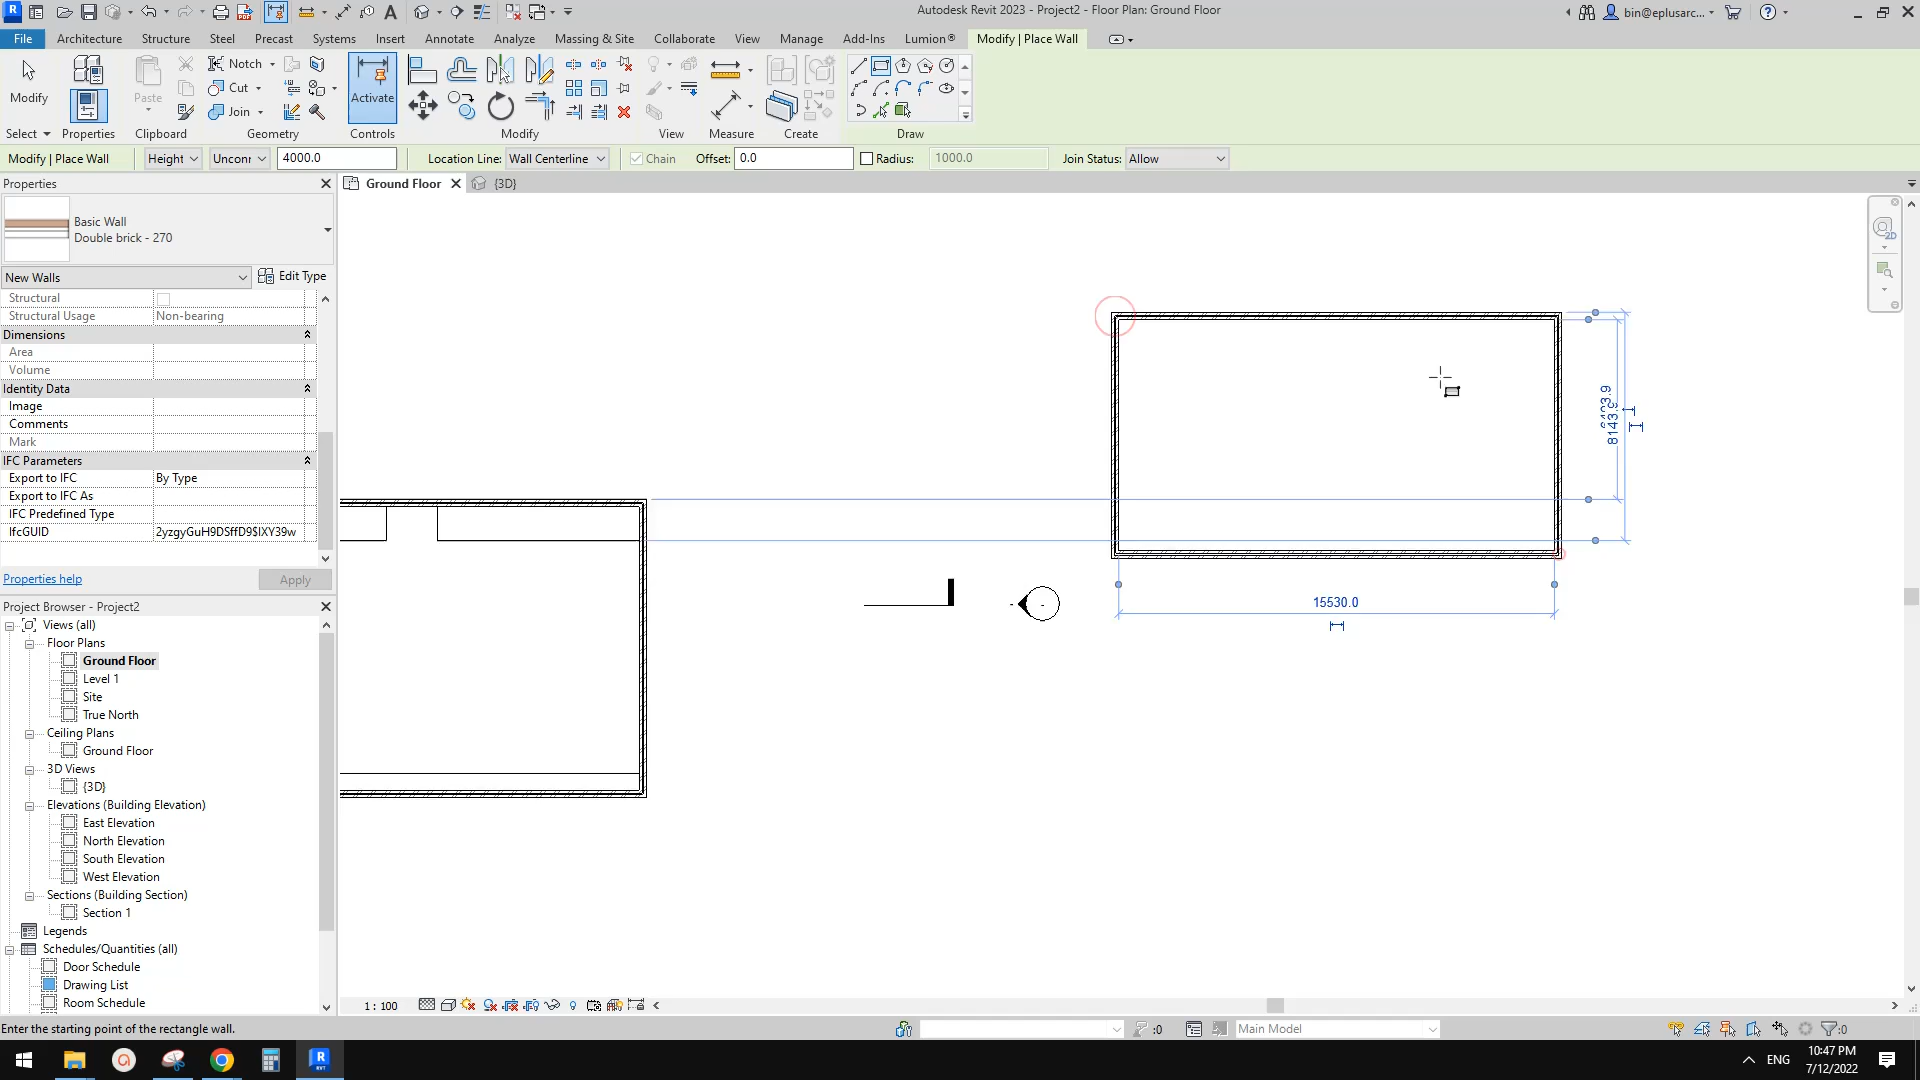 Autodesk Revit 2023 - Project2 - Floor Plan: Ground Floor
bin@eplusarc...
File Architecture Structure Steel Precast Systems Insert Annotate Analyze Massing & Site Collaborate View Manage Add-Ins Lumion® Modify | Place Wall
Modify
Paste
Notch
Cut
Join
Activate
Select Properties Clipboard Geometry Controls Modify View Measure Create Draw
Modify | Place Wall Height Unconr 4000.0 Location Line: Wall Centerline Chain Offset: 0.0 Radius: 1000.0 Join Status: Allow
Properties
Ground Floor
{3D}
Basic Wall
Double brick - 270
New Walls Edit Type
Structural
Structural Usage Non-bearing
Dimensions
Area
Volume
Identity Data
Image
Comments
Mark
IFC Parameters
Export to IFC By Type
Export to IFC As
IFC Predefined Type
IfcGUID 2yzgyGuH9DSffD9$lXY39w
Properties help Apply
2D
8143.9
15530.0
Project Browser - Project2
Views (all)
Floor Plans
Ground Floor
Level 1
Site
True North
Ceiling Plans
Ground Floor
3D Views
{3D}
Elevations (Building Elevation)
East Elevation
North Elevation
South Elevation
West Elevation
Sections (Building Section)
Section 1
Legends
Schedules/Quantities (all)
Door Schedule
Drawing List
Room Schedule
1 : 100
Enter the starting point of the rectangle wall.
:0
Main Model
:0
ENG
10:47 PM
7/12/2022